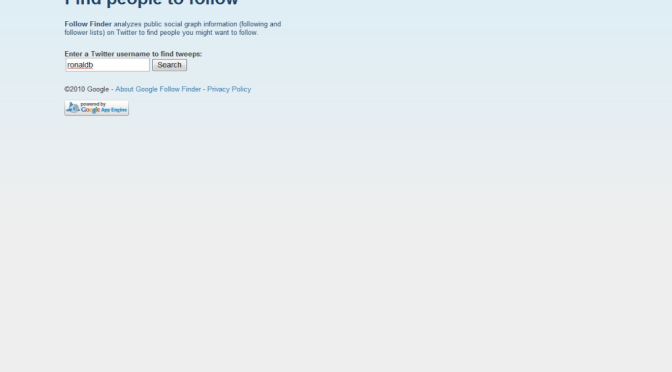 Find people to follow
Follow Finder analyzes public social graph information (following and
follower lists) on Twitter to find people you might want to follow.
Enter a Twitter username to find tweeps:
ronaldb Search
©2010 Google - About Google Follow Finder - Privacy Policy
powered by
Google App Engine